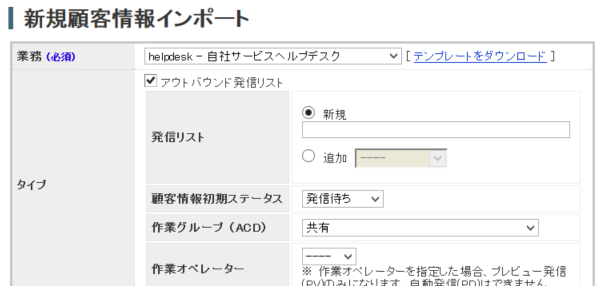 新規顧客情報インポート
業務 (必須)
helpdesk - 自社サービスヘルプデスク
[ テンプレートをダウンロード ]
タイプ
アウトバウンド発信リスト
発信リスト
新規
追加
----
顧客情報初期ステータス
発信待ち
作業グループ (ACD)
共有
作業オペレーター
----
※ 作業オペレーターを指定した場合、プレビュー発信
(PV)のみになります。自動発信(PD)はできません。